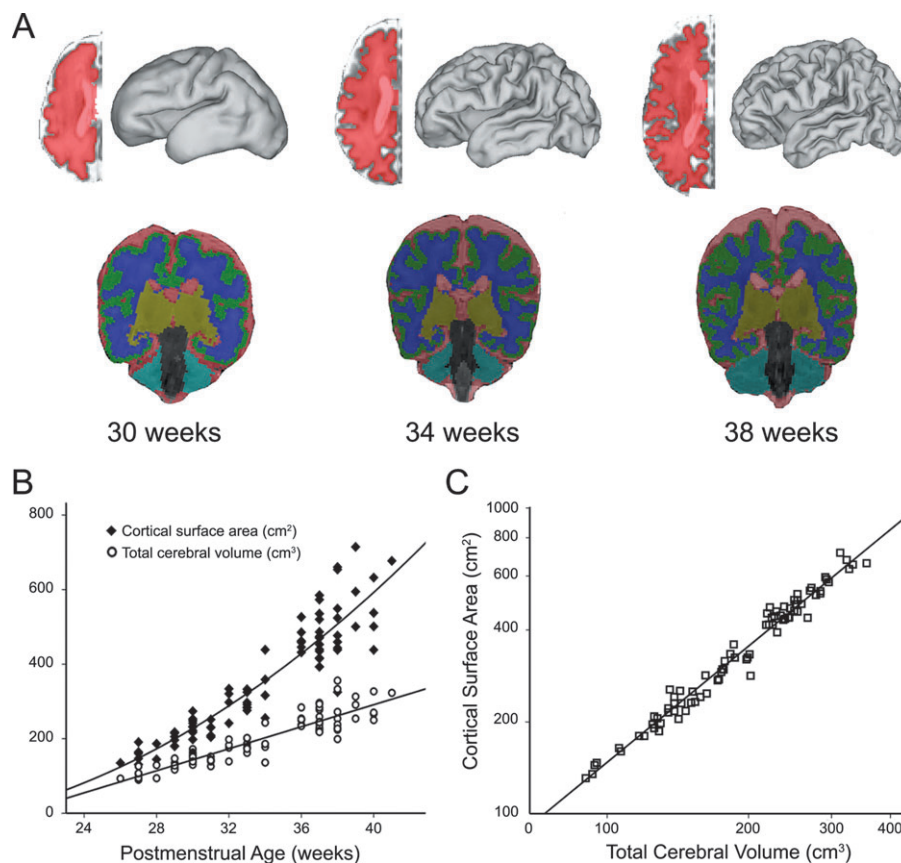 A
30 weeks
34 weeks
38 weeks
B
800
600
400
200
0
Cortical surface area (cm²)
Total cerebral volume (cm³)
24
28
32
36
40
Postmenstrual Age (weeks)
C
Cortical Surface Area (cm²)
1000
800
600
400
200
100
0
100
200
300
400
Total Cerebral Volume (cm³)